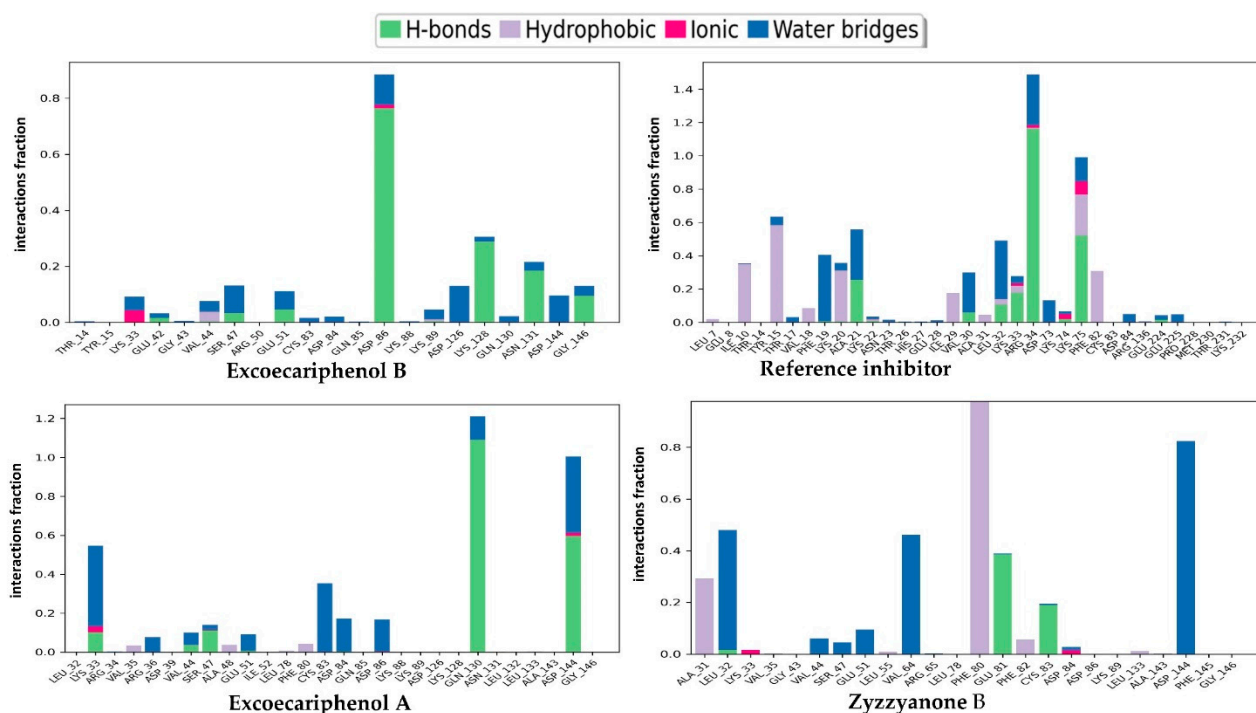 H-bonds Hydrophobic Ionic Water bridges
interactions fraction
0.8
0.6
0.4
0.2
0.0
THR_14 TYR_15 LYS_33 GLU_42 GLY_43 VAL_44 SER_47 ARG_50 GLU_51 CYS_83 ASP_84 GLN_85 ASP_86 LYS_88 LYS_89 ASP_126 LYS_128 GLN_130 ASN_131 ASP_144 GLY_146
Excoecariphenol B
interactions fraction
1.4
1.2
1.0
0.8
0.6
0.4
0.2
0.0
LEU_7 GLU_8 ILE_10 THR_14 TYR_15 THR_17 VAL_18 PHE_19 LYS_20 ALA_21 LYS_22 ASN_23 THR_26 HIS_27 GLU_28 ILE_29 VAL_30 ALA_31 LEU_32 LYS_33 ARG_34 ASP_73 LYS_74 LYS_75 PHE_82 CYS_83 ASP_84 ARG_136 GLU_224 GLU_225 PRO_228 MET_230 THR_231 LYS_232
Reference inhibitor
interactions fraction
1.2
1.0
0.8
0.6
0.4
0.2
0.0
LEU_32 LYS_33 ARG_34 VAL_35 ARG_36 ASP_39 VAL_44 SER_47 ALA_48 GLU_51 ILE_52 LEU_78 PHE_80 CYS_83 ASP_84 GLN_85 ASP_86 LYS_88 LYS_89 ASP_126 LYS_128 GLN_130 ASN_131 LEU_132 LEU_133 ALA_143 ASP_144 GLY_146
Excoecariphenol A
interactions fraction
0.8
0.6
0.4
0.2
0.0
ALA_31 LEU_32 LYS_33 VAL_35 GLY_43 VAL_44 SER_47 GLU_51 LEU_55 VAL_64 ARG_65 LEU_78 PHE_80 GLU_81 PHE_82 CYS_83 ASP_84 ASP_86 LYS_89 LEU_133 ALA_143 ASP_144 PHE_145 GLY_146
Zyzzyanone B